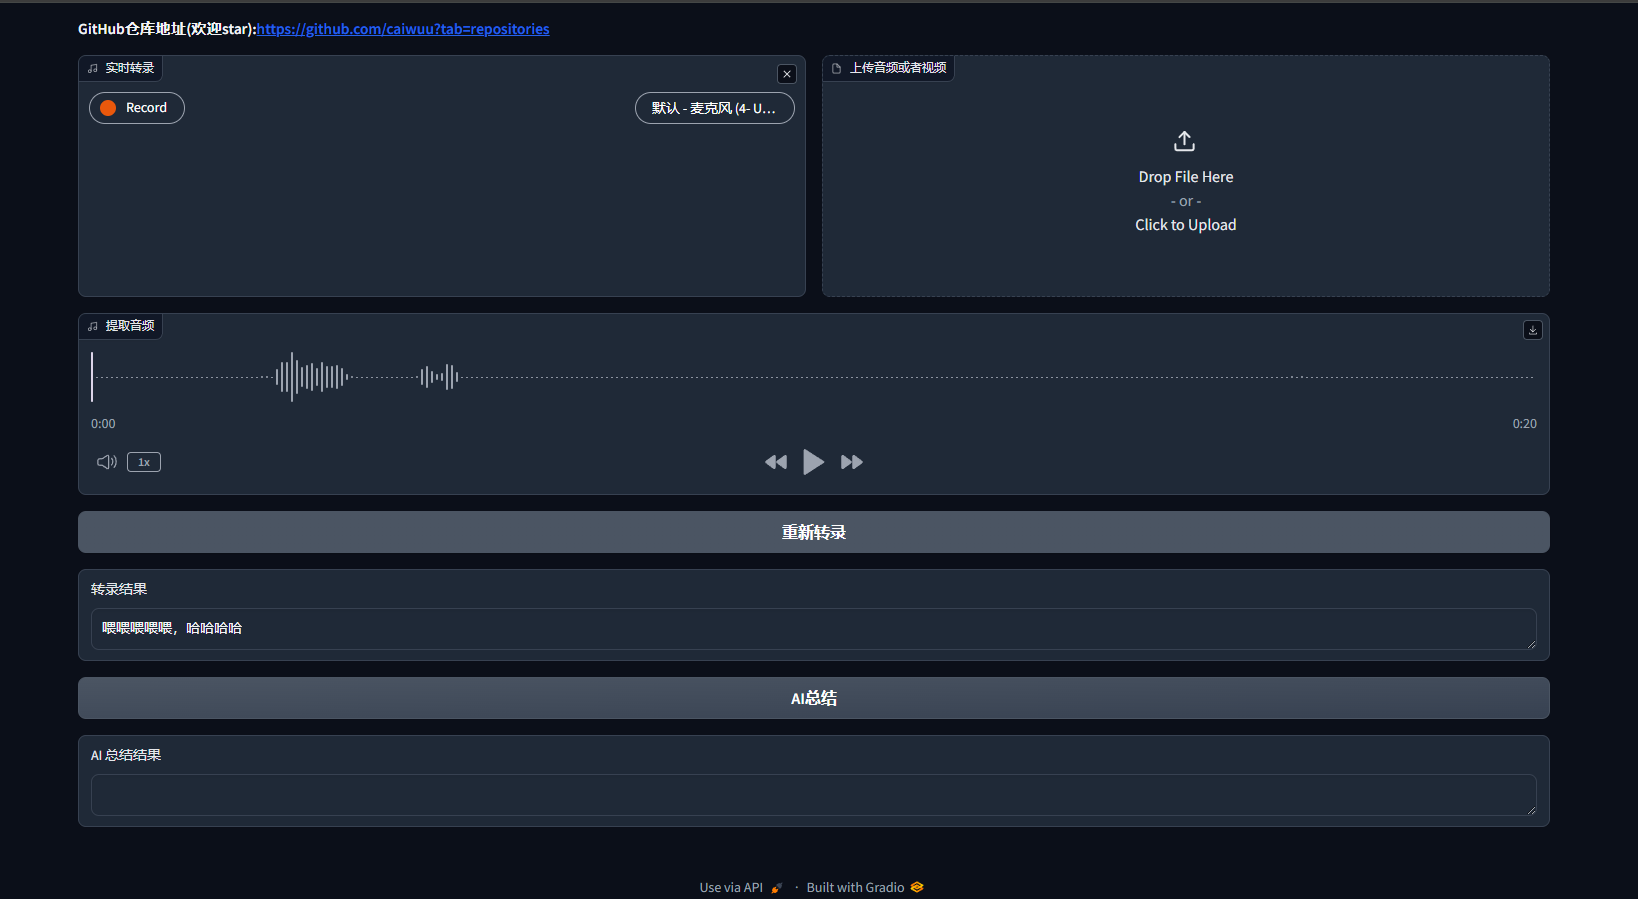 GitHub仓库地址(欢迎star):https://github.com/caiwuu?tab=repositories
实时转录
Record
默认 - 麦克风 (4- U...
上传音频或者视频
Drop File Here
- or -
Click to Upload
提取音频
0:00
0:20
1x
重新转录
转录结果
喂喂喂喂喂，哈哈哈哈
AI总结
AI 总结结果
Use via API
·
Built with Gradio